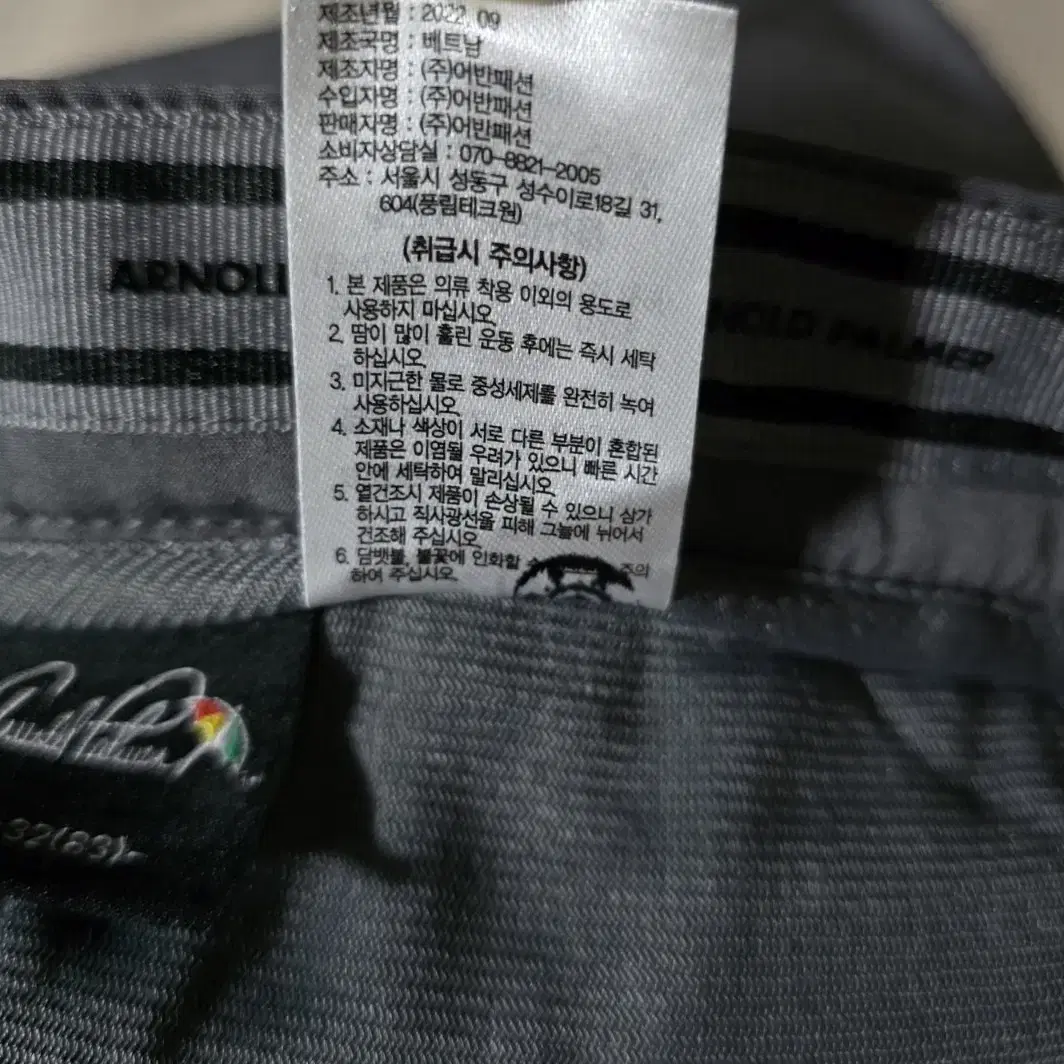 제조년월 : 2022.09
제조국명 : 베트남
제조자명 : (주)어반패션
수입자명 : (주)어반패션
판매자명 : (주)어반패션
소비자상담실 : 070-8821-2005
주소 : 서울시 성동구 성수이로18길 31,
604(풍림테크원)
(취급시 주의사항)
1. 본 제품은 의류 착용 이외의 용도로
사용하지 마십시오.
2. 땀이 많이 흘린 운동 후에는 즉시 세탁
하십시오.
3. 미지근한 물로 중성세제를 완전히 녹여
사용하십시오.
4. 소재나 색상이 서로 다른 부분이 혼합된
제품은 이염될 우려가 있으니 빠른 시간
안에 세탁하여 말리십시오.
5. 열건조시 제품이 손상될 수 있으니 삼가
하시고 직사광선을 피해 그늘에 뉘어서
건조해 주십시오.
6. 담뱃불, 불꽃에 인화할 주의
하여 주십시오.
ARNOL
NOLD PALMER
Arnold Palmer
32(83)